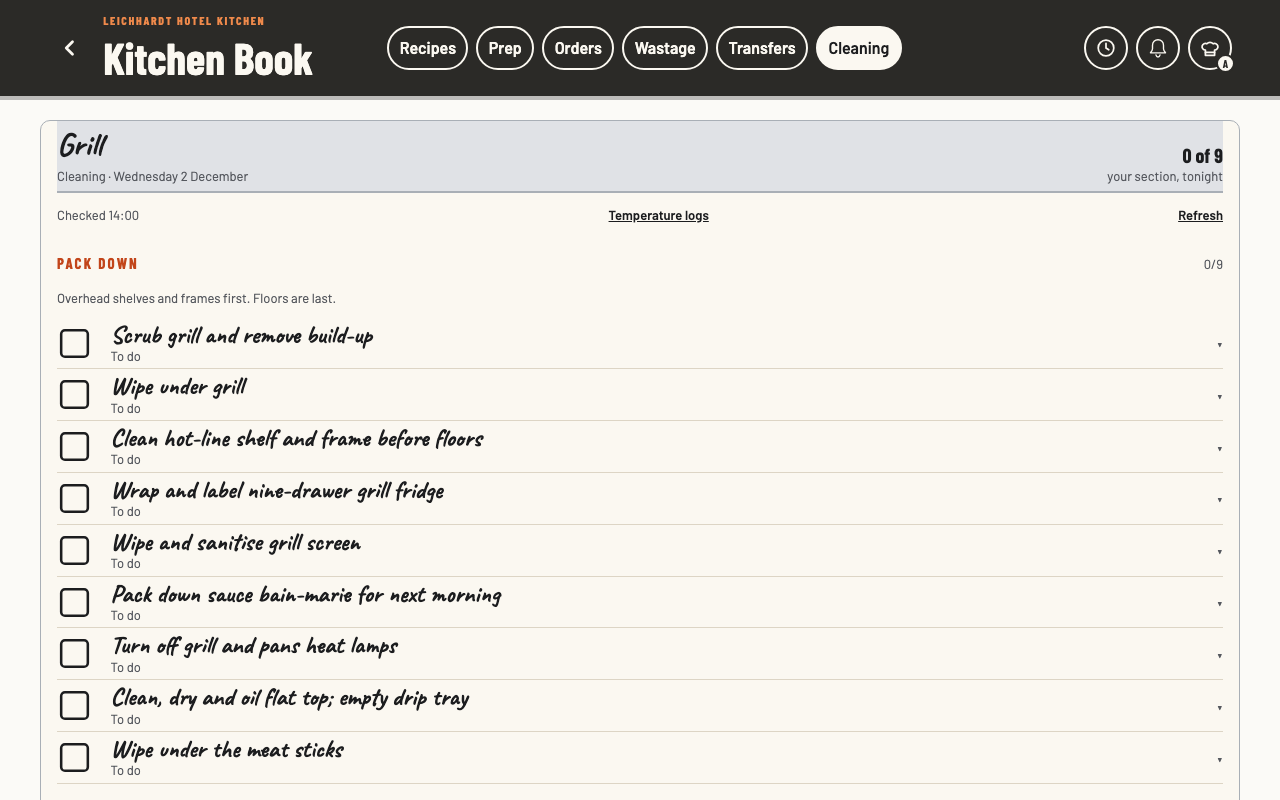 LEICHHARDT HOTEL KITCHEN
Kitchen Book
Recipes
Prep
Orders
Wastage
Transfers
Cleaning
A
Grill
0 of 9
Cleaning · Wednesday 2 December
your section, tonight
Checked 14:00
Temperature logs
Refresh
PACK DOWN
0/9
Overhead shelves and frames first. Floors are last.
Scrub grill and remove build-up
To do
Wipe under grill
To do
Clean hot-line shelf and frame before floors
To do
Wrap and label nine-drawer grill fridge
To do
Wipe and sanitise grill screen
To do
Pack down sauce bain-marie for next morning
To do
Turn off grill and pans heat lamps
To do
Clean, dry and oil flat top; empty drip tray
To do
Wipe under the meat sticks
To do